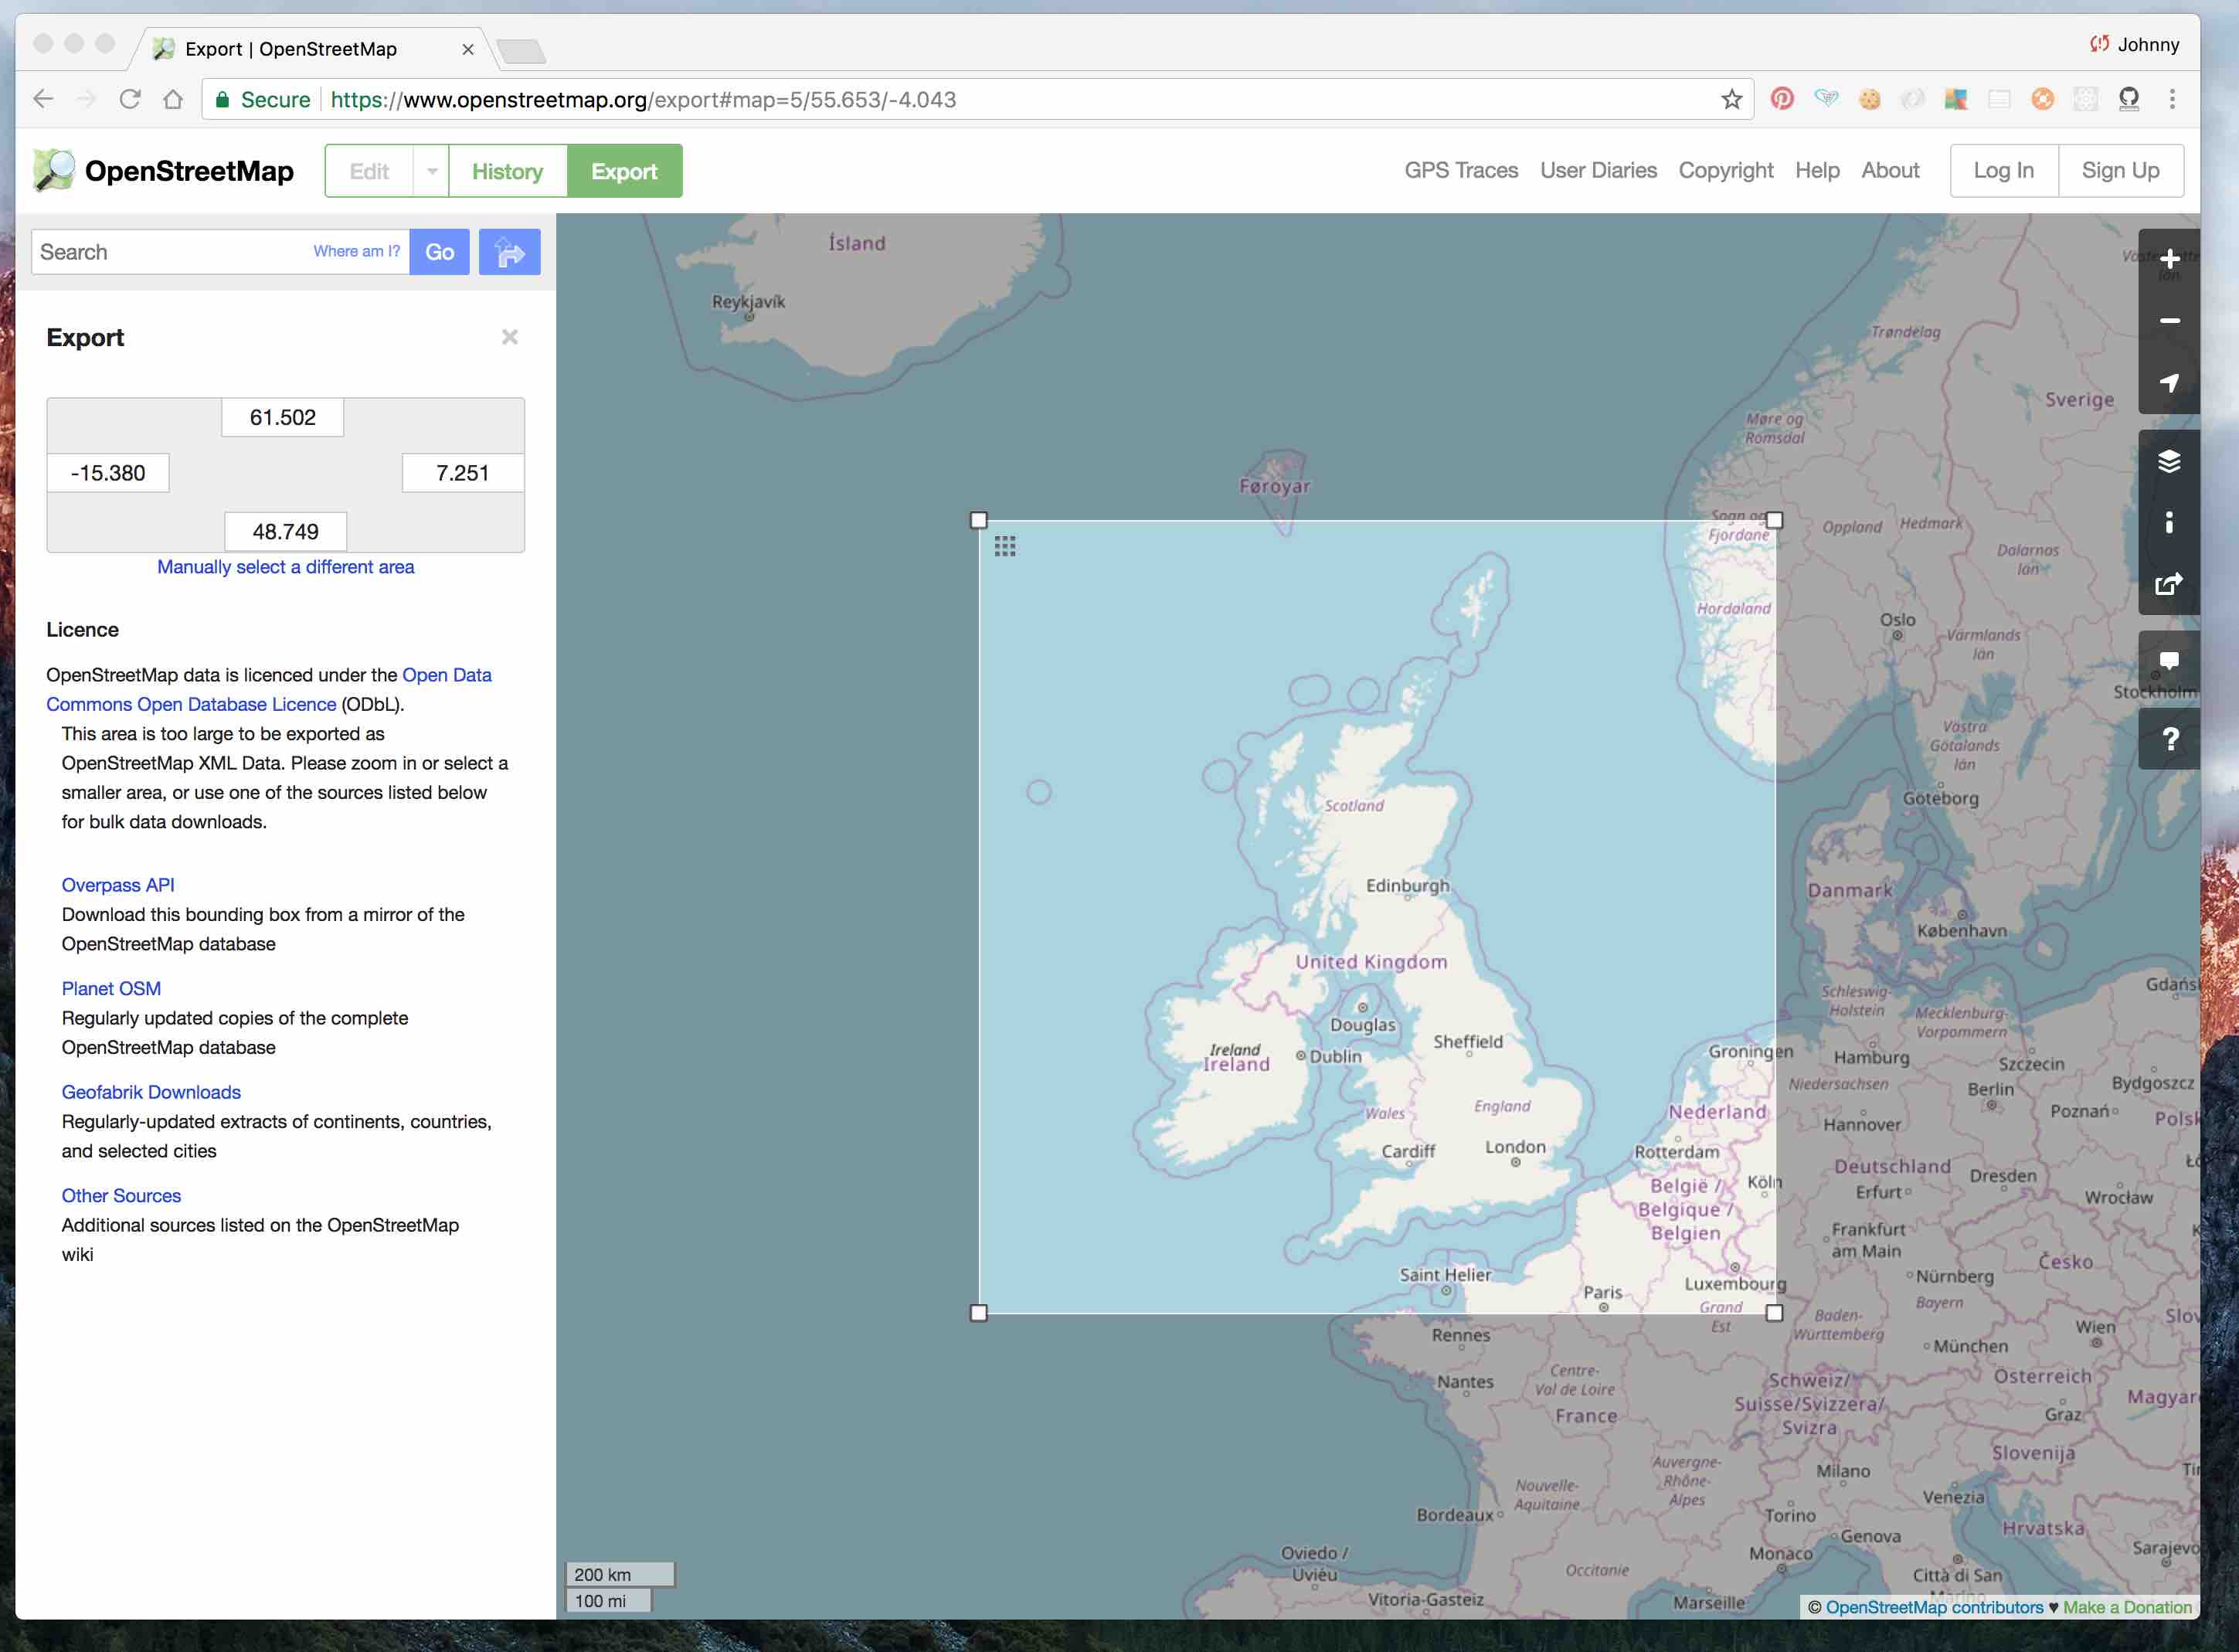 Export | OpenStreetMap
Johnny
Secure
https://www.openstreetmap.org/export#map=5/55.653/-4.043
OpenStreetMap
Edit
History
Export
GPS Traces
User Diaries
Copyright
Help
About
Log In
Sign Up
Search
Where am I?
Go
Export
61.502
-15.380
7.251
48.749
Manually select a different area
Licence
OpenStreetMap data is licenced under the Open Data
Commons Open Database Licence (ODbL).
This area is too large to be exported as
OpenStreetMap XML Data. Please zoom in or select a
smaller area, or use one of the sources listed below
for bulk data downloads.
Overpass API
Download this bounding box from a mirror of the
OpenStreetMap database
Planet OSM
Regularly updated copies of the complete
OpenStreetMap database
Geofabrik Downloads
Regularly-updated extracts of continents, countries,
and selected cities
Other Sources
Additional sources listed on the OpenStreetMap
wiki
Ísland
Reykjavík
Trøndelag
Sverige
Møre og
Romsdal
Føroyar
Sogn og
Fjordane
Oppland
Hedmark
Dalarnas
län
Hordaland
Oslo
Värmlands
län
Stockholm
Västra
Götalands
län
Göteborg
Scotland
Edinburgh
Danmark
København
United Kingdom
Gdańs
Schleswig-
Holstein
Mecklenburg-
Vorpommern
Douglas
Sheffield
Ireland
Ireland
Dublin
Groningen
Hamburg
Szczecin
Niedersachsen
Berlin
Bydgoszcz
Wales
England
Nederland
Hannover
Poznań
Polsk
Cardiff
London
Rotterdam
België /
Belgique /
Belgien
Köln
Deutschland
Dresden
Erfurt
Wrocław
Frankfurt
am Main
Česko
Saint Helier
Paris
Luxembourg
Nürnberg
Bayern
Grand
Est
Baden-
Württemberg
Rennes
Wien
Slov
München
Nantes
Centre-
Val de Loire
France
Schweiz/
Suisse/Svizzera/
Svizra
Österreich
Magyar
Graz
Slovenija
Auvergne-
Rhône-
Alpes
Milano
Nouvelle-
Aquitaine
Venezia
Bordeaux
Torino
Genova
Hrvatska
Oviedo /
Uviéu
Monaco
Sarajevo
Occitanie
Città di San
Marino
Vitoria-Gasteiz
Marseille
200 km
100 mi
© OpenStreetMap contributors ♥ Make a Donation